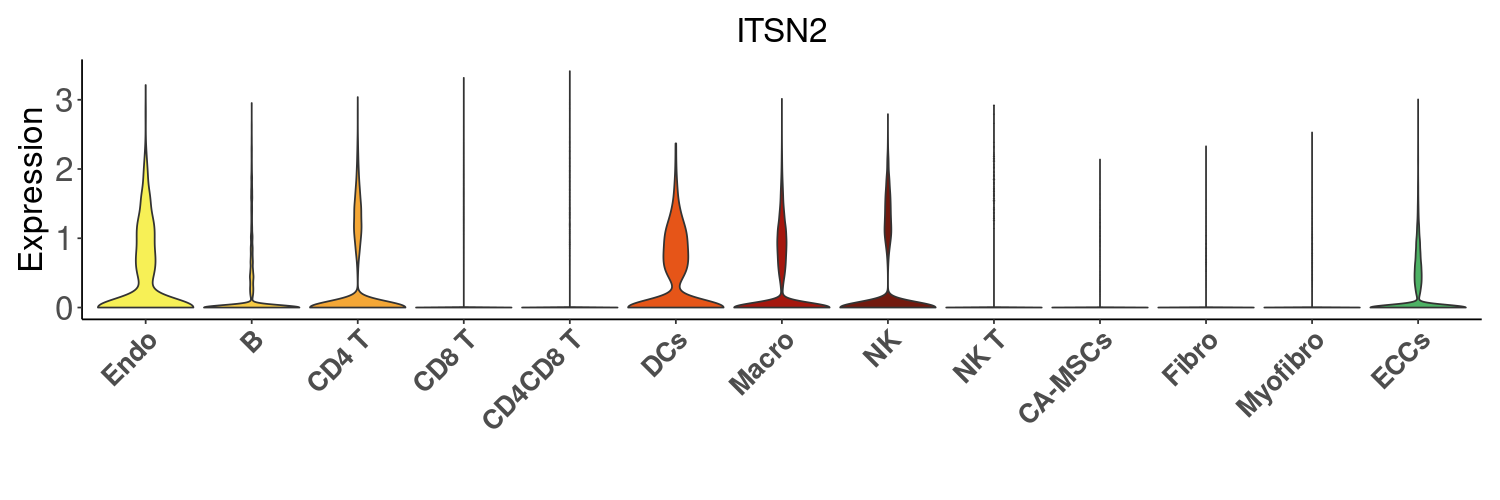 ITSN2
Expression
3
2
1
0
Endo
B
CD4 T
CD8 T
CD4CD8 T
DCs
Macro
NK
NK T
CA-MSCs
Fibro
Myofibro
ECCs